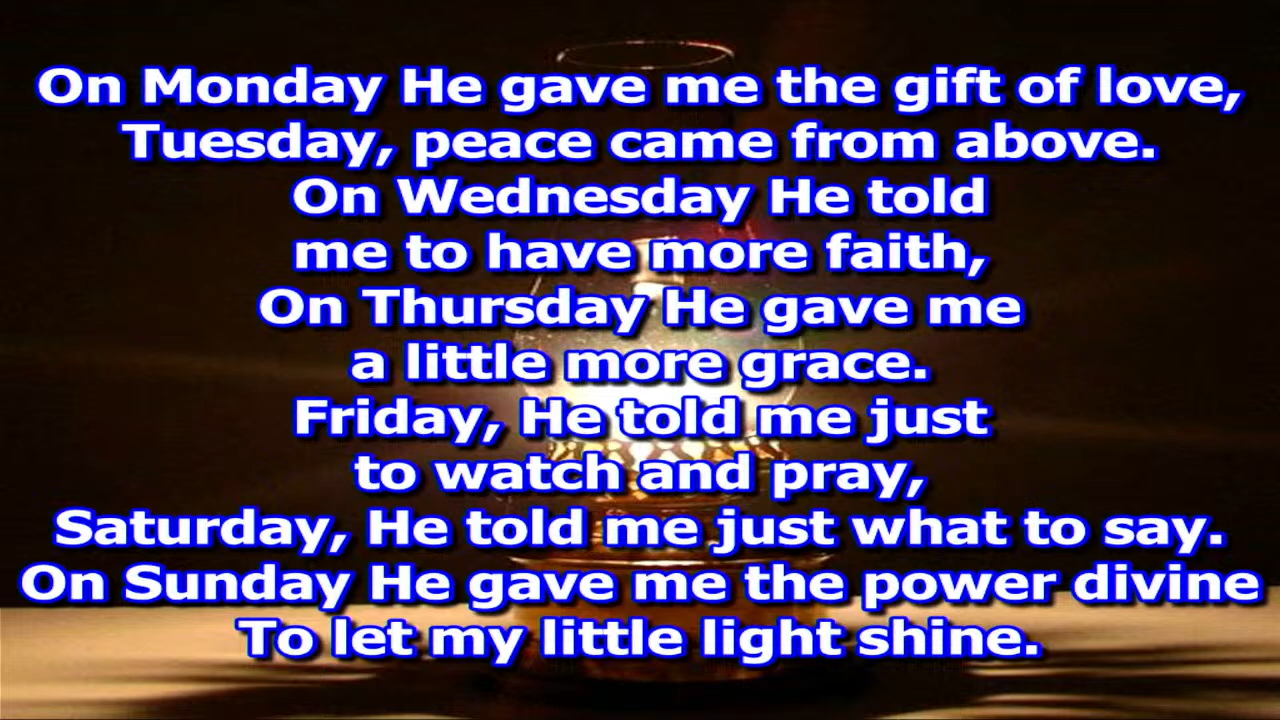 On Monday He gave me the gift of love,
Tuesday, peace came from above.
On Wednesday He told
me to have more faith,
On Thursday He gave me
a little more grace.
Friday, He told me just
to watch and pray,
Saturday, He told me just what to say.
On Sunday He gave me the power divine
To let my little light shine.